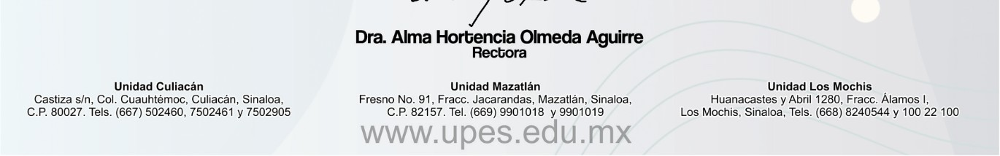 Dra. Alma Hortencia Olmeda Aguirre
Rectora
Unidad Culiacán
Castiza s/n, Col. Cuauhtémoc, Culiacán, Sinaloa,
C.P. 80027. Tels. (667) 502460, 7502461 y 7502905
Unidad Mazatlán
Fresno No. 91, Fracc. Jacarandas, Mazatlán, Sinaloa,
C.P. 82157. Tel. (669) 9901018 y 9901019
Unidad Los Mochis
Huanacastes y Abril 1280, Fracc. Álamos I,
Los Mochis, Sinaloa, Tels. (668) 8240544 y 100 22 100
www.upes.edu.mx